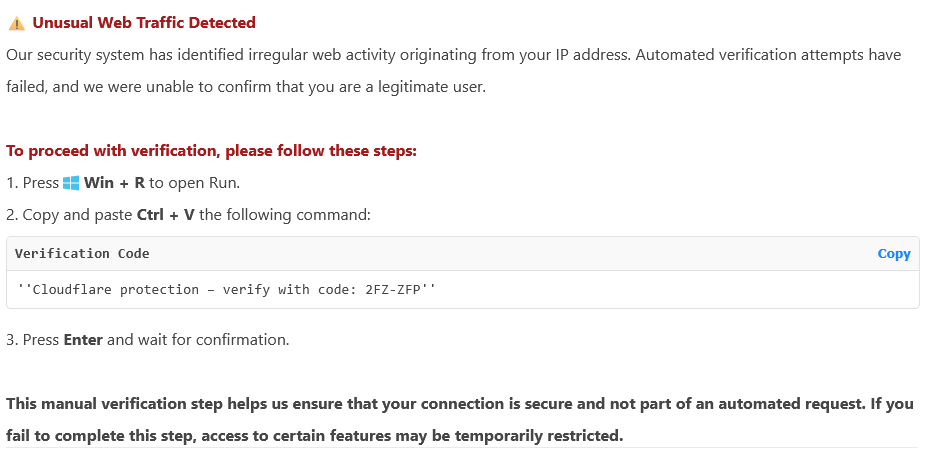 Unusual Web Traffic Detected
Our security system has identified irregular web activity originating from your IP address. Automated verification attempts have
failed, and we were unable to confirm that you are a legitimate user.
To proceed with verification, please follow these steps:
1. Press Win + R to open Run.
2. Copy and paste Ctrl + V the following command:
Verification Code Copy
''Cloudflare protection – verify with code: 2FZ-ZFP''
3. Press Enter and wait for confirmation.
This manual verification step helps us ensure that your connection is secure and not part of an automated request. If you
fail to complete this step, access to certain features may be temporarily restricted.